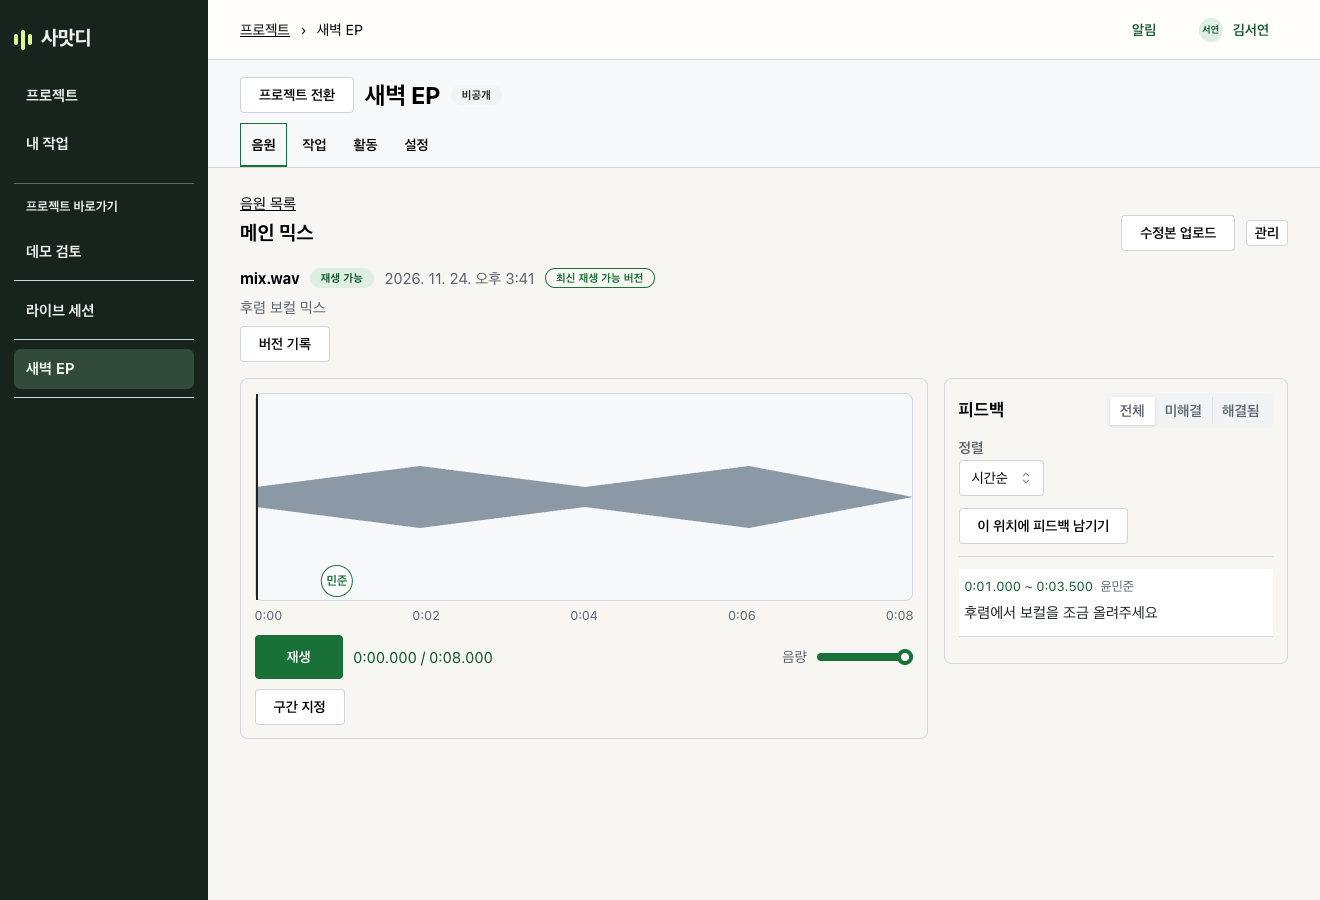 사맛디
프로젝트
내 작업
프로젝트 바로가기
데모 검토
라이브 세션
새벽 EP
프로젝트 › 새벽 EP
알림
서연 김서연
프로젝트 전환 새벽 EP 비공개
음원 작업 활동 설정
음원 목록
메인 믹스
수정본 업로드 관리
mix.wav 재생 가능 2026. 11. 24. 오후 3:41 최신 재생 가능 버전
후렴 보컬 믹스
버전 기록
민준
0:00 0:02 0:04 0:06 0:08
재생 0:00.000 / 0:08.000 음량
구간 지정
피드백 전체 미해결 해결됨
정렬
시간순
이 위치에 피드백 남기기
0:01.000 ~ 0:03.500 윤민준
후렴에서 보컬을 조금 올려주세요